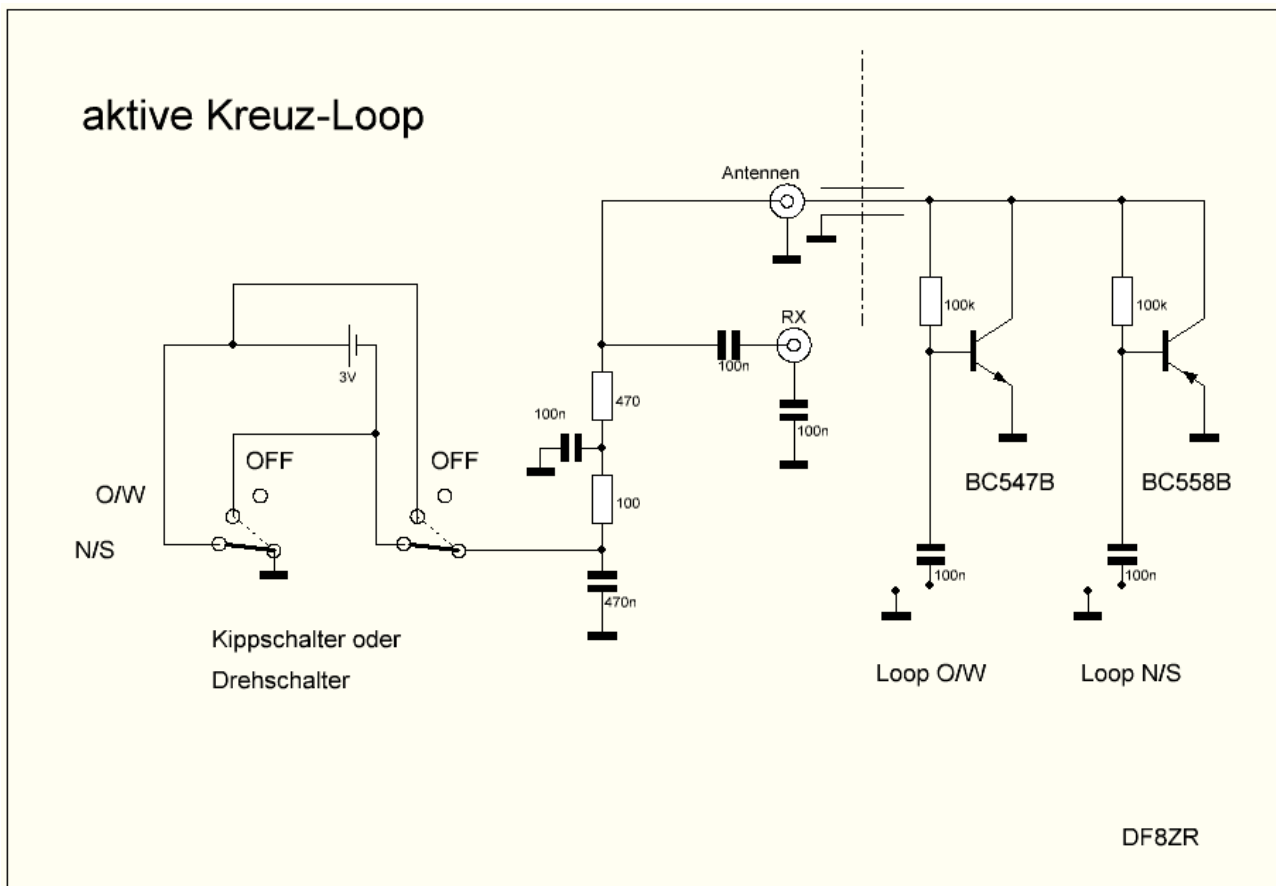 aktive Kreuz-Loop
Antennen
RX
100k
100k
3V
100n
470
100n
100n
OFF
OFF
O/W
N/S
100
470n
BC547B
BC558B
100n
100n
Kippschalter oder
Drehschalter
Loop O/W
Loop N/S
DF8ZR